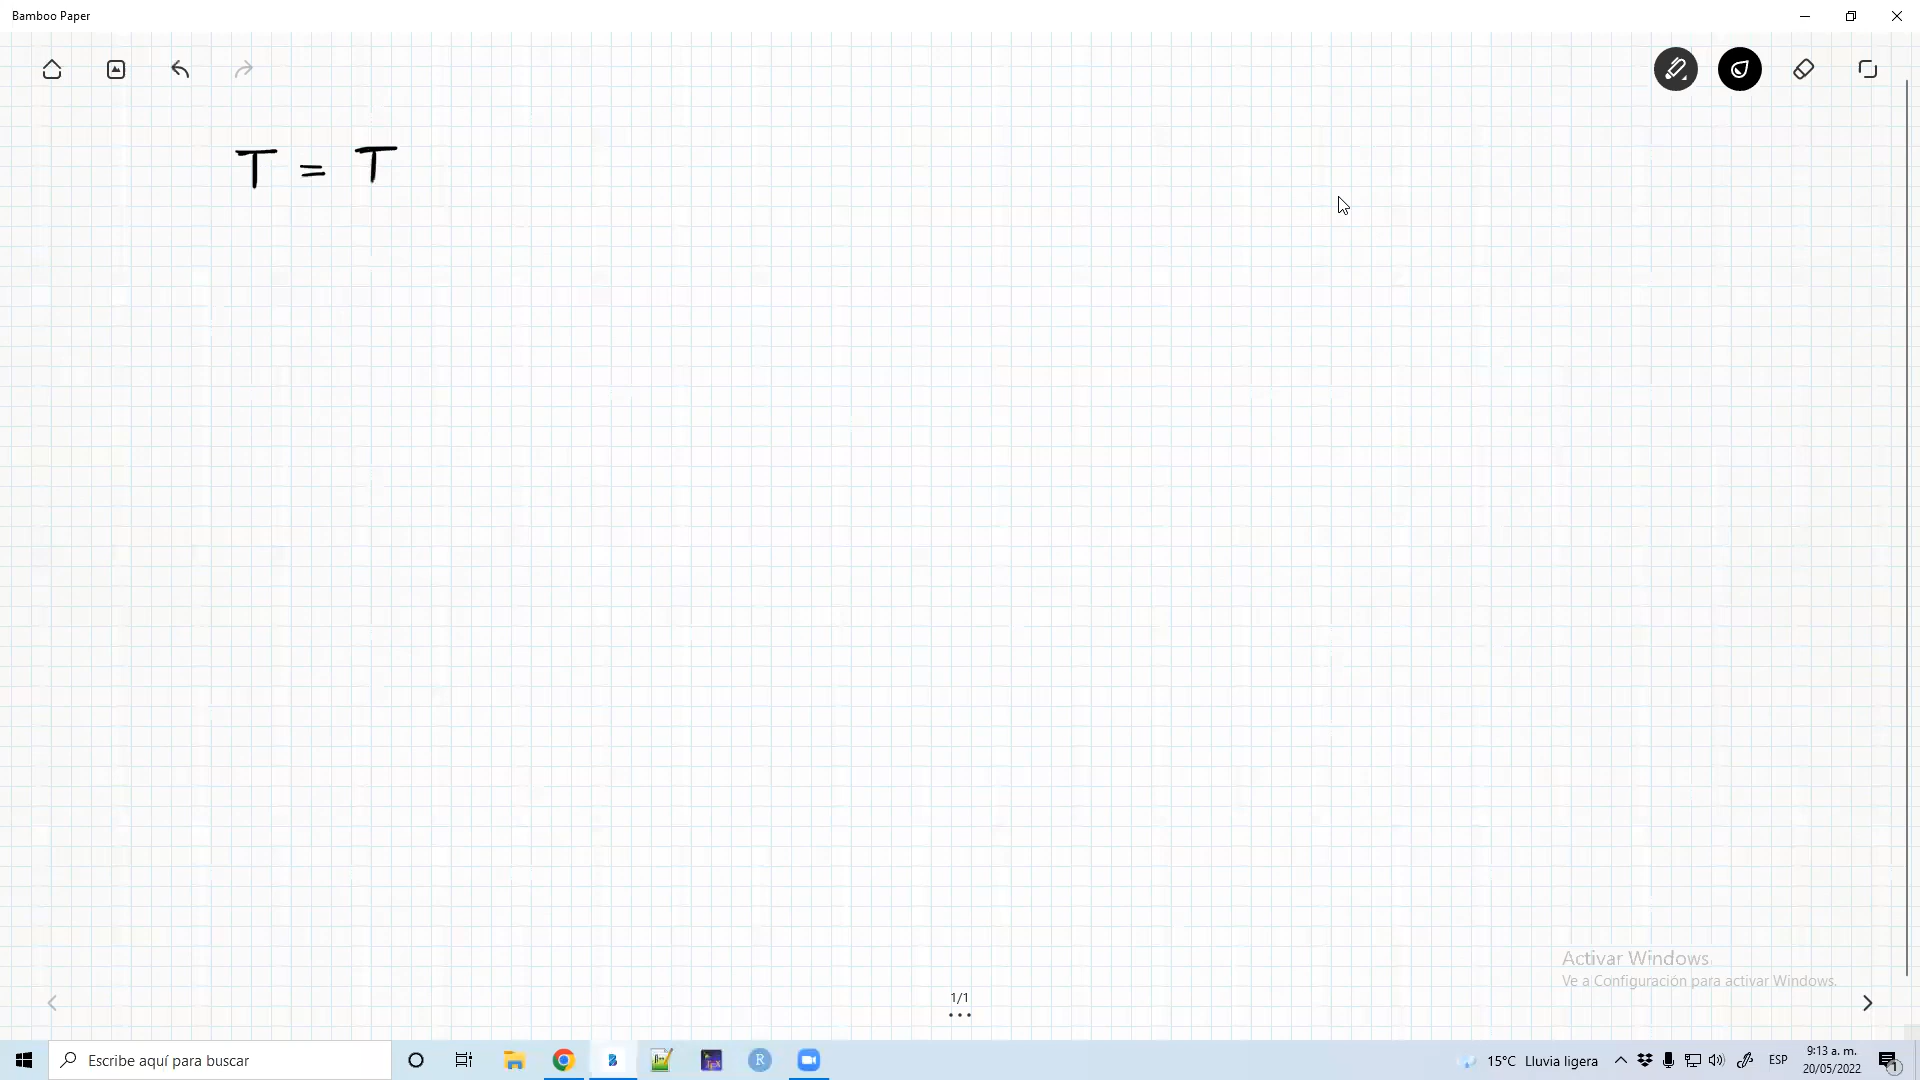 Bamboo Paper
T = T
Activar Windows
Ve a Configuración para activar Windows.
1/1
Escribe aquí para buscar
15°C Lluvia ligera
ESP
9:13 a. m.
20/05/2022
1